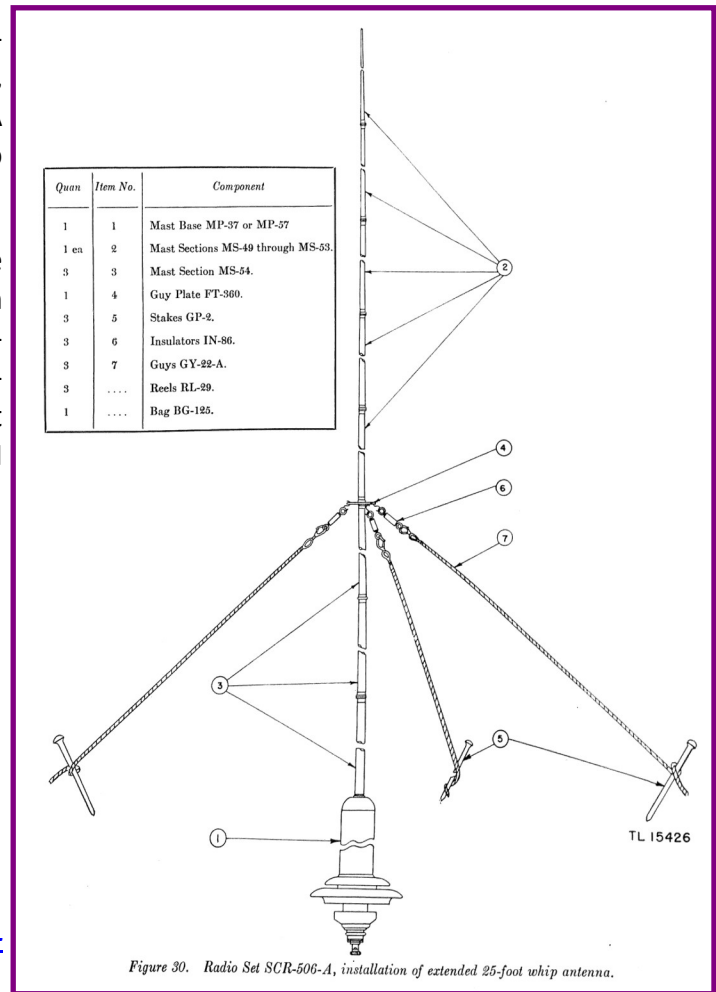 Quan Item No. Component
1 1 Mast Base MP-37 or MP-57
1 ea 2 Mast Sections MS-49 through MS-53.
3 3 Mast Section MS-54.
1 4 Guy Plate FT-360.
3 5 Stakes GP-2.
3 6 Insulators IN-86.
3 7 Guys GY-22-A.
3 .... Reels RL-29.
1 .... Bag BG-125.
2
4
6
7
3
5
1
TL 15426
Figure 30. Radio Set SCR-506-A, installation of extended 25-foot whip antenna.